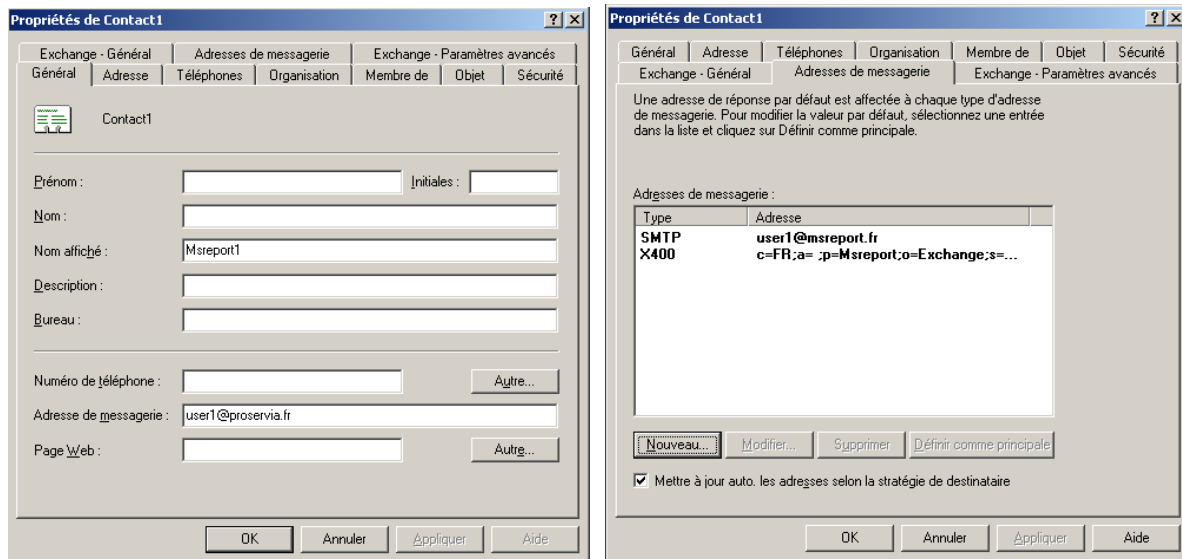 Propriétés de Contact1
Exchange - Général
Adresses de messagerie
Exchange - Paramètres avancés
Général
Adresse
Téléphones
Organisation
Membre de
Objet
Sécurité
Contact1
Prénom :
Initiales :
Nom :
Nom affiché :
Msreport1
Description :
Bureau :
Numéro de téléphone :
Autre...
Adresse de messagerie :
user1@proservia.fr
Page Web :
Autre...
OK
Annuler
Appliquer
Aide
Propriétés de Contact1
Général
Adresse
Téléphones
Organisation
Membre de
Objet
Sécurité
Exchange - Général
Adresses de messagerie
Exchange - Paramètres avancés
Une adresse de réponse par défaut est affectée à chaque type d'adresse
de messagerie. Pour modifier la valeur par défaut, sélectionnez une entrée
dans la liste et cliquez sur Définir comme principale.
Adresses de messagerie :
Type Adresse
SMTP user1@msreport.fr
X400 c=FR;a= ;p=Msreport;o=Exchange;s=...
Nouveau...
Modifier...
Supprimer
Définir comme principale
Mettre à jour auto. les adresses selon la stratégie de destinataire
OK
Annuler
Appliquer
Aide